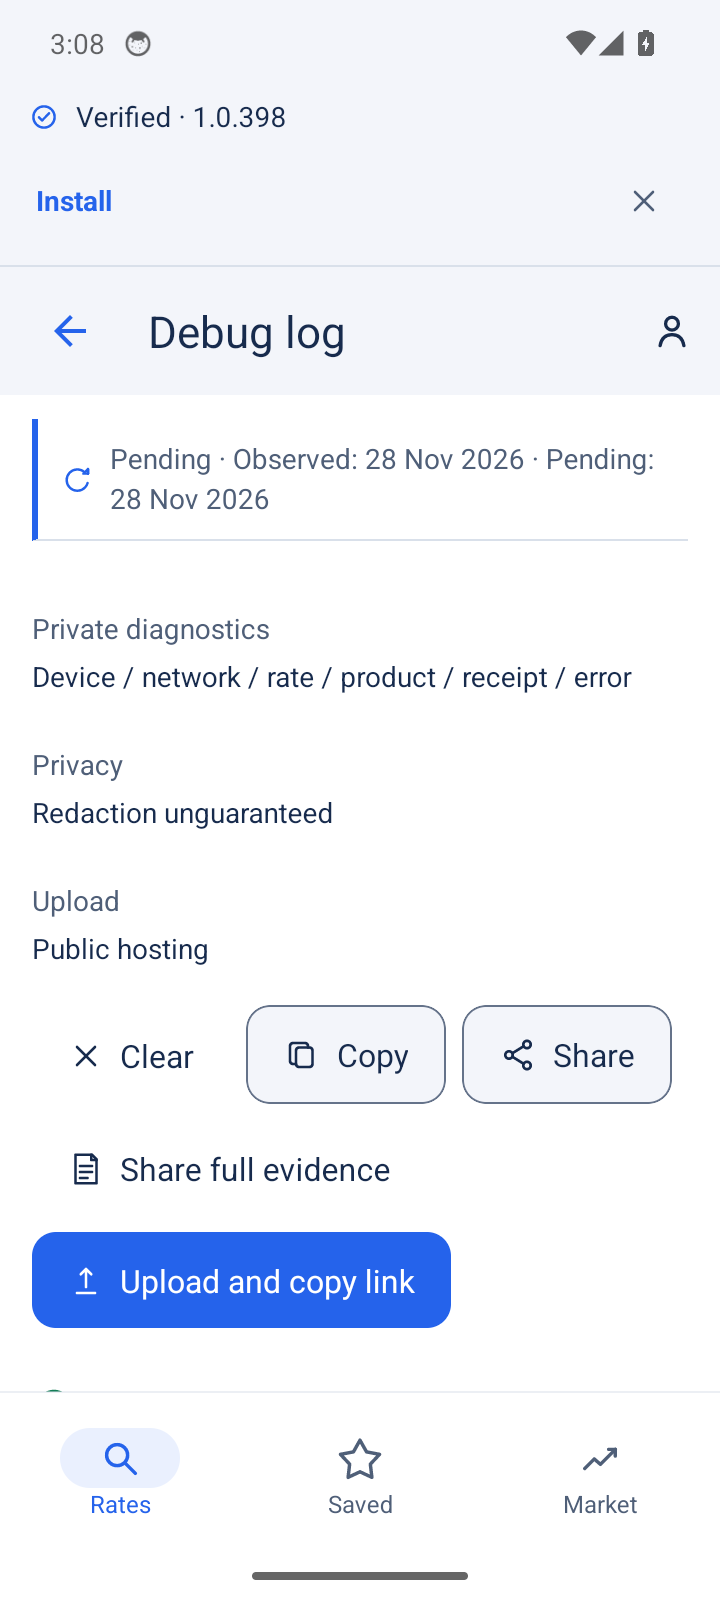 3:08
Verified · 1.0.398
Install
Debug log
Pending · Observed: 28 Nov 2026 · Pending:
28 Nov 2026
Private diagnostics
Device / network / rate / product / receipt / error
Privacy
Redaction unguaranteed
Upload
Public hosting
Clear
Copy
Share
Share full evidence
Upload and copy link
Rates
Saved
Market